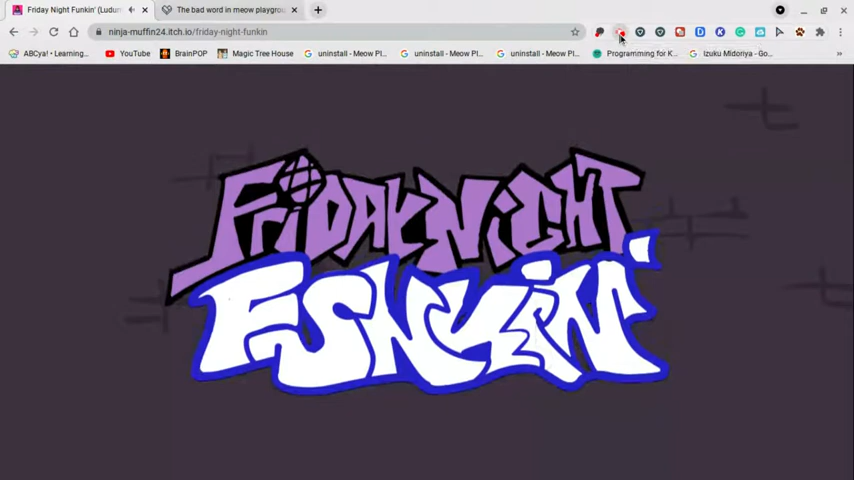 Friday Night Funkin' (Ludum
The bad word in meow playgrou
ninja-muffin24.itch.io/friday-night-funkin
ABCya! • Learning...
YouTube
BrainPOP
Magic Tree House
uninstall - Meow Pl...
uninstall - Meow Pl...
uninstall - Meow Pl...
Programming for K...
Izuku Midoriya - Go...
FRiDAY NiGHT
FUNKiN'